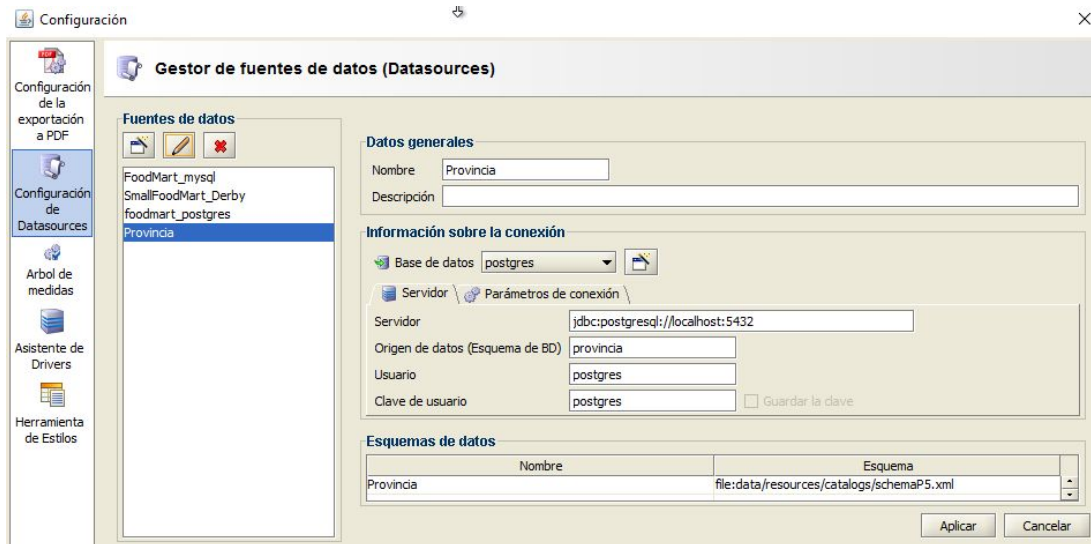 Configuración
PDF
Configuración
de la
exportación
a PDF
Configuración
de
Datasources
Arbol de
medidas
Asistente de
Drivers
Herramienta
de Estilos
Gestor de fuentes de datos (Datasources)
Fuentes de datos
FoodMart_mysql
SmallFoodMart_Derby
foodmart_postgres
Provincia
Datos generales
Nombre Provincia
Descripción
Información sobre la conexión
Base de datos postgres
Servidor Parámetros de conexión
Servidor jdbc:postgresql://localhost:5432
Origen de datos (Esquema de BD) provincia
Usuario postgres
Clave de usuario postgres Guardar la clave
Esquemas de datos
Nombre Esquema
Provincia file:data/resources/catalogs/schemaP5.xml
Aplicar Cancelar